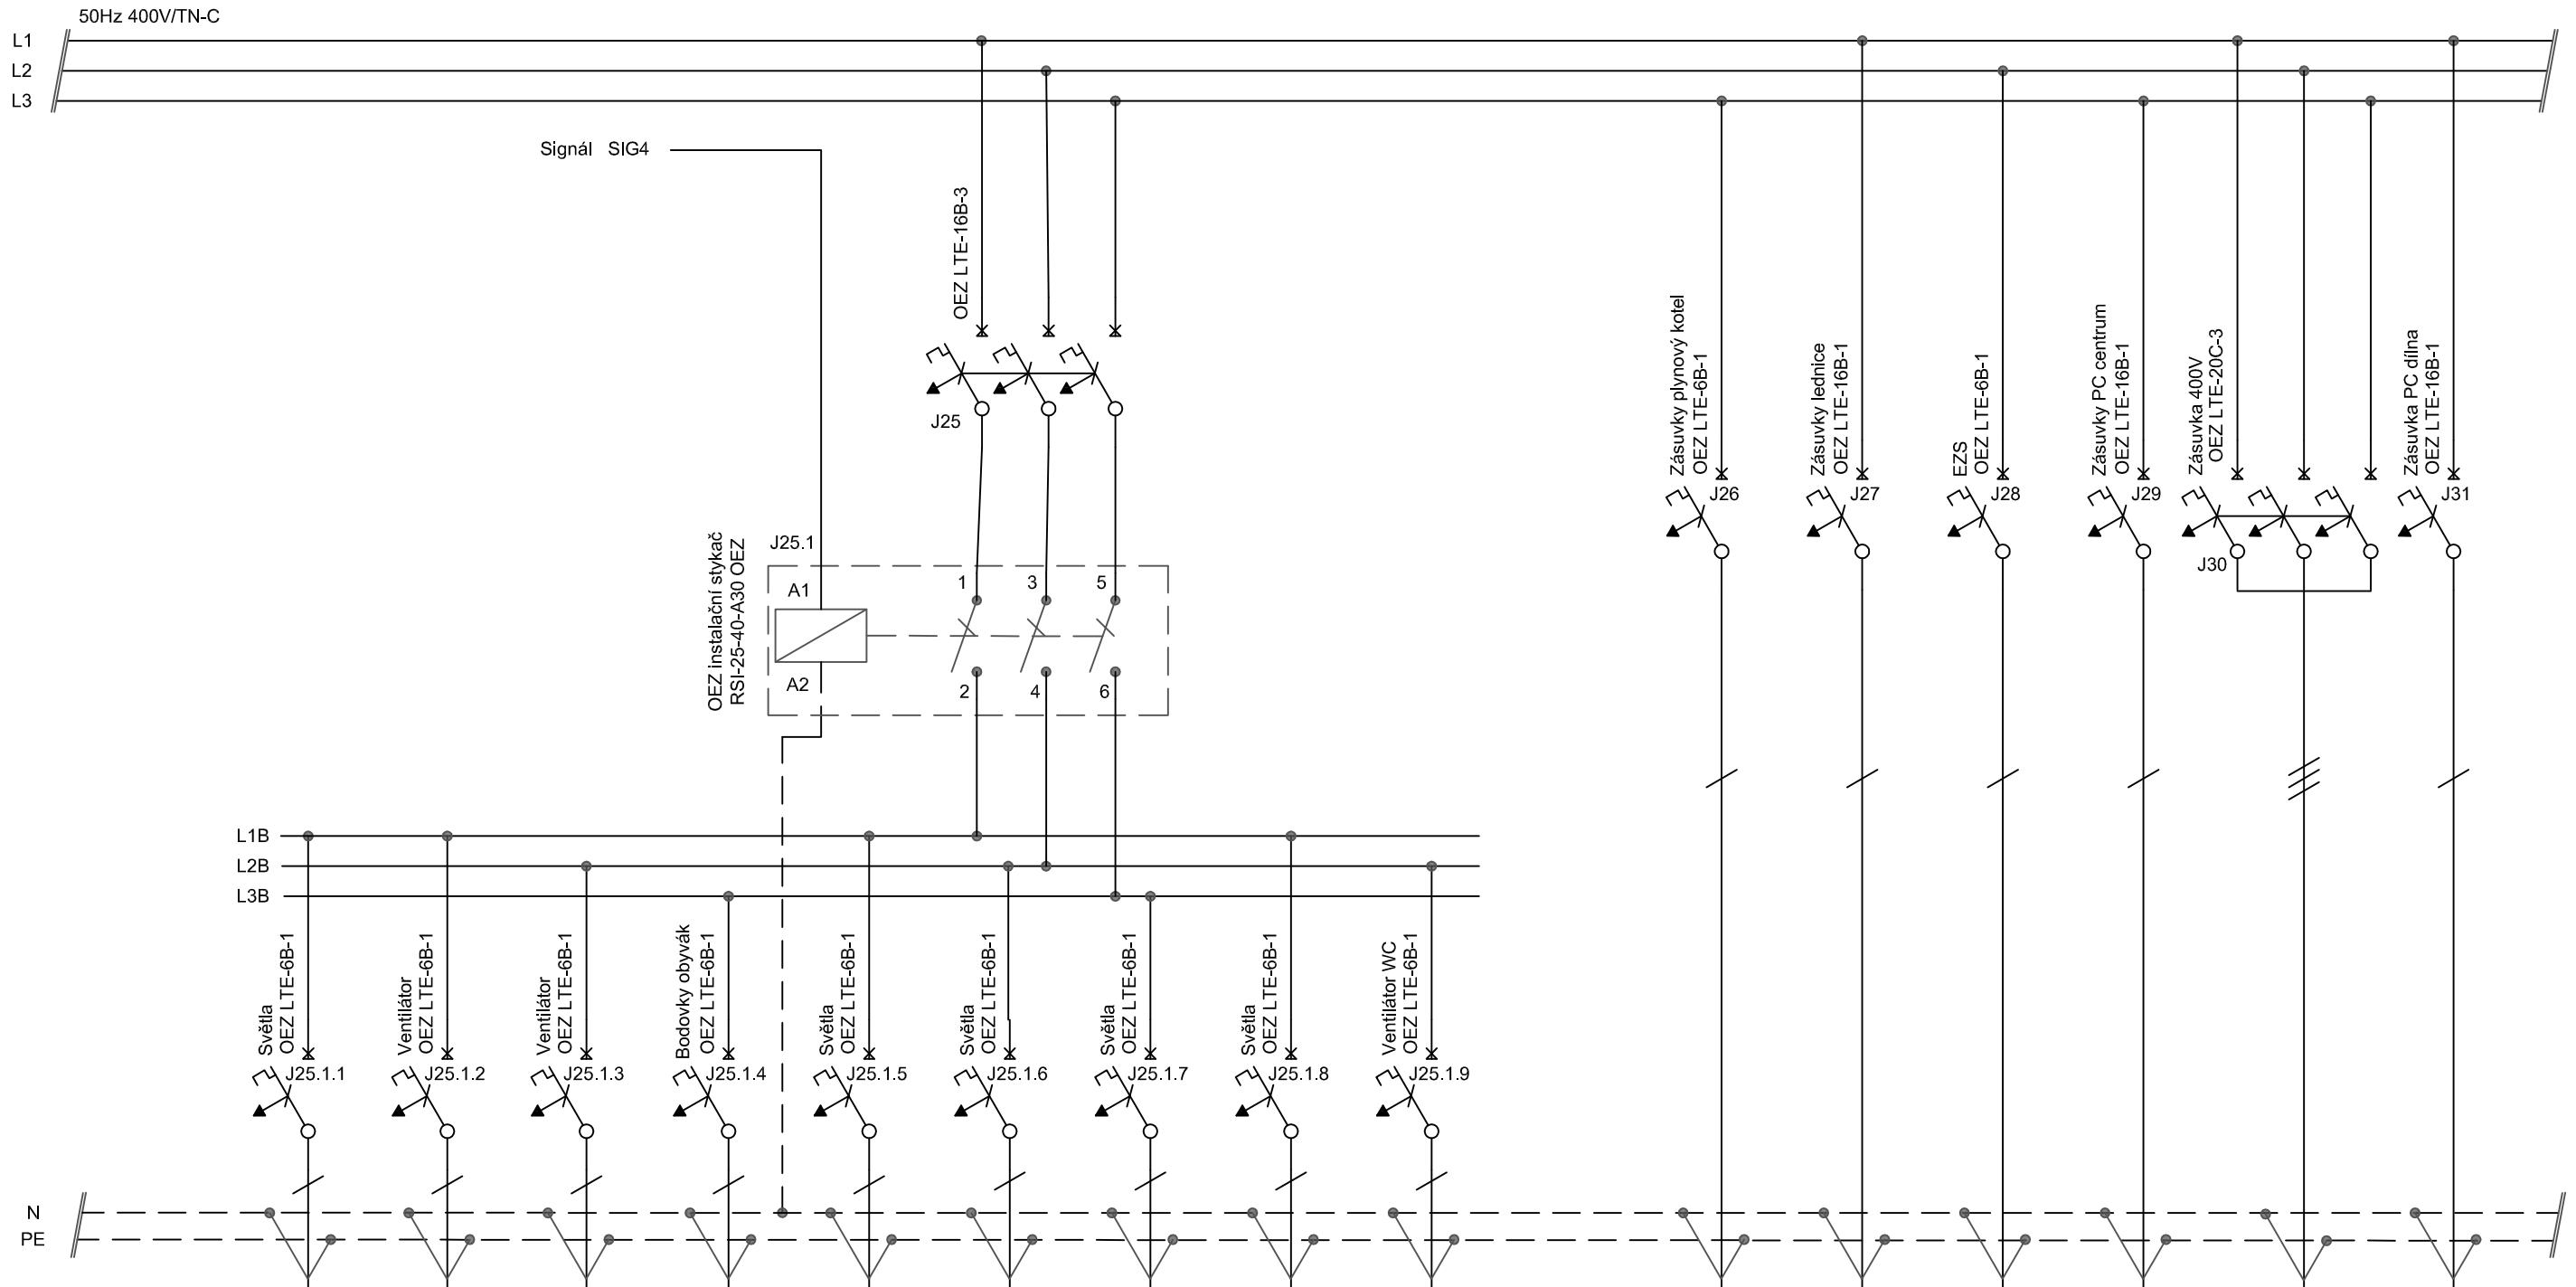 50Hz 400V/TN-C
L1
L2
L3
Signál SIG4
OEZ LTE-16B-3
J25
Zásuvky plynový kotel
OEZ LTE-6B-1
J26
Zásuvky lednice
OEZ LTE-16B-1
J27
EZS
OEZ LTE-6B-1
J28
Zásuvky PC centrum
OEZ LTE-16B-1
J29
Zásuvka 400V
OEZ LTE-20C-3
J30
Zásuvka PC dílna
OEZ LTE-16B-1
J31
OEZ instalační stykač
RSI-25-40-A30 OEZ
J25.1
A1
A2
1
3
5
2
4
6
L1B
L2B
L3B
Světla
OEZ LTE-6B-1
J25.1.1
Ventilátor
OEZ LTE-6B-1
J25.1.2
Ventilátor
OEZ LTE-6B-1
J25.1.3
Bodovky obyvák
OEZ LTE-6B-1
J25.1.4
Světla
OEZ LTE-6B-1
J25.1.5
Světla
OEZ LTE-6B-1
J25.1.6
Světla
OEZ LTE-6B-1
J25.1.7
Světla
OEZ LTE-6B-1
J25.1.8
Ventilátor WC
OEZ LTE-6B-1
J25.1.9
N
PE